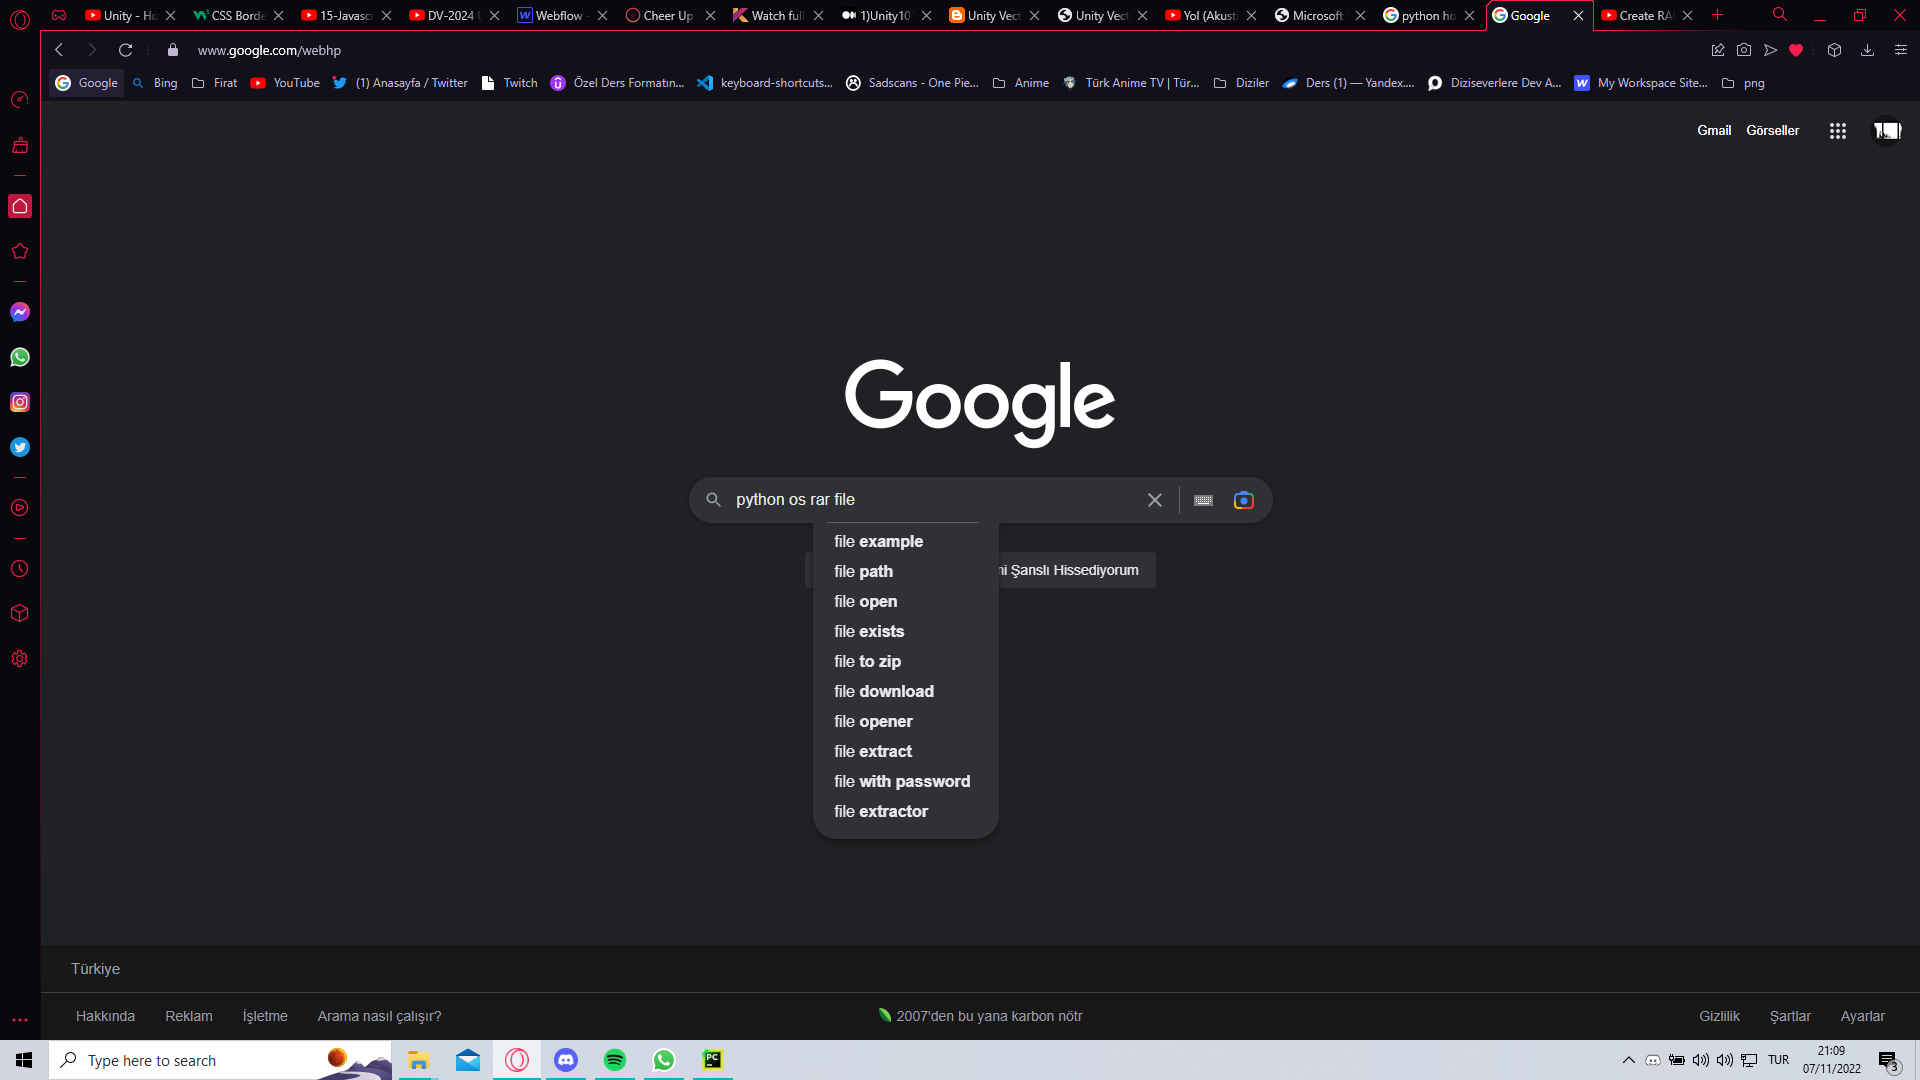 Unity - Hı
CSS Borde
15-Javascr
DV-2024
Webflow -
Cheer Up
Watch full
1)Unity10
Unity Vect
Unity Vect
Yol (Akusti
Microsoft
python ho
Google
Create RA
www.google.com/webhp
Google
Bing
Firat
YouTube
(1) Anasayfa / Twitter
Twitch
Özel Ders Formatın...
keyboard-shortcuts...
Sadscans - One Pie...
Anime
Türk Anime TV | Tür...
Diziler
Ders (1) — Yandex....
Diziseverlere Dev A...
My Workspace Site...
png
Gmail
Görseller
Google
python os rar file
file example
file path
ni Şanslı Hissediyorum
file open
file exists
file to zip
file download
file opener
file extract
file with password
file extractor
Türkiye
Hakkında
Reklam
İşletme
Arama nasıl çalışır?
2007'den bu yana karbon nötr
Gizlilik
Şartlar
Ayarlar
Type here to search
PC
TUR
21:09
07/11/2022
3